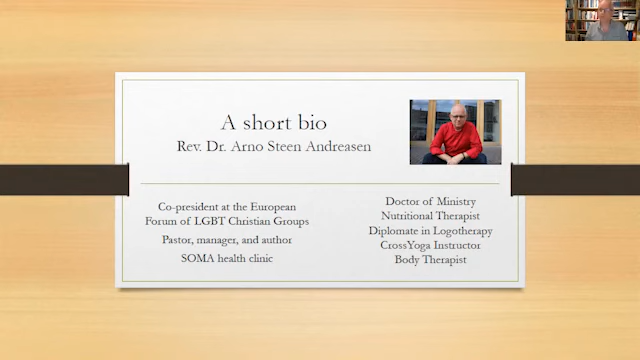 A short bio
Rev. Dr. Arno Steen Andreasen
Co-president at the European
Forum of LGBT Christian Groups
Pastor, manager, and author
SOMA health clinic
Doctor of Ministry
Nutritional Therapist
Diplomate in Logotherapy
CrossYoga Instructor
Body Therapist